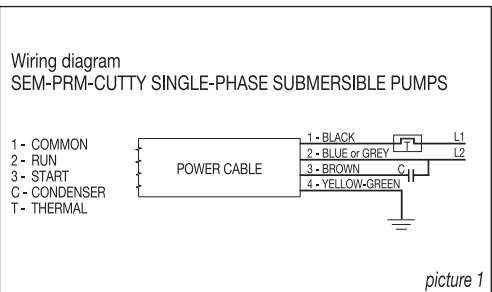 Wiring diagram
SEM-PRM-CUTTY SINGLE-PHASE SUBMERSIBLE PUMPS
1 - COMMON
2 - RUN
3 - START
C - CONDENSER
T - THERMAL
POWER CABLE
1 - BLACK
2 - BLUE or GREY
3 - BROWN
4 - YELLOW-GREEN
T
L1
L2
C
picture 1